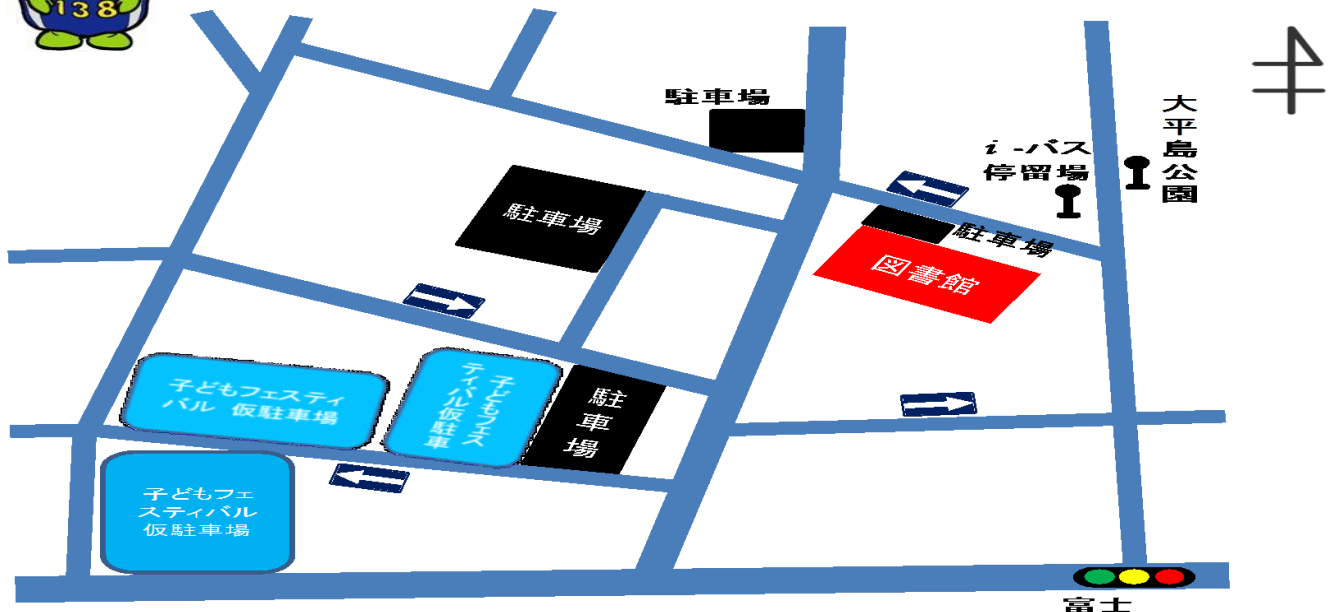 138
駐車場
大平島公園
i -バス
停留場
駐車場
駐車場
図書館
子どもフェスティ
バル 仮駐車場
子どもフェス
ティバル仮駐車
駐車場
子どもフェ
スティバル
仮駐車場
富士